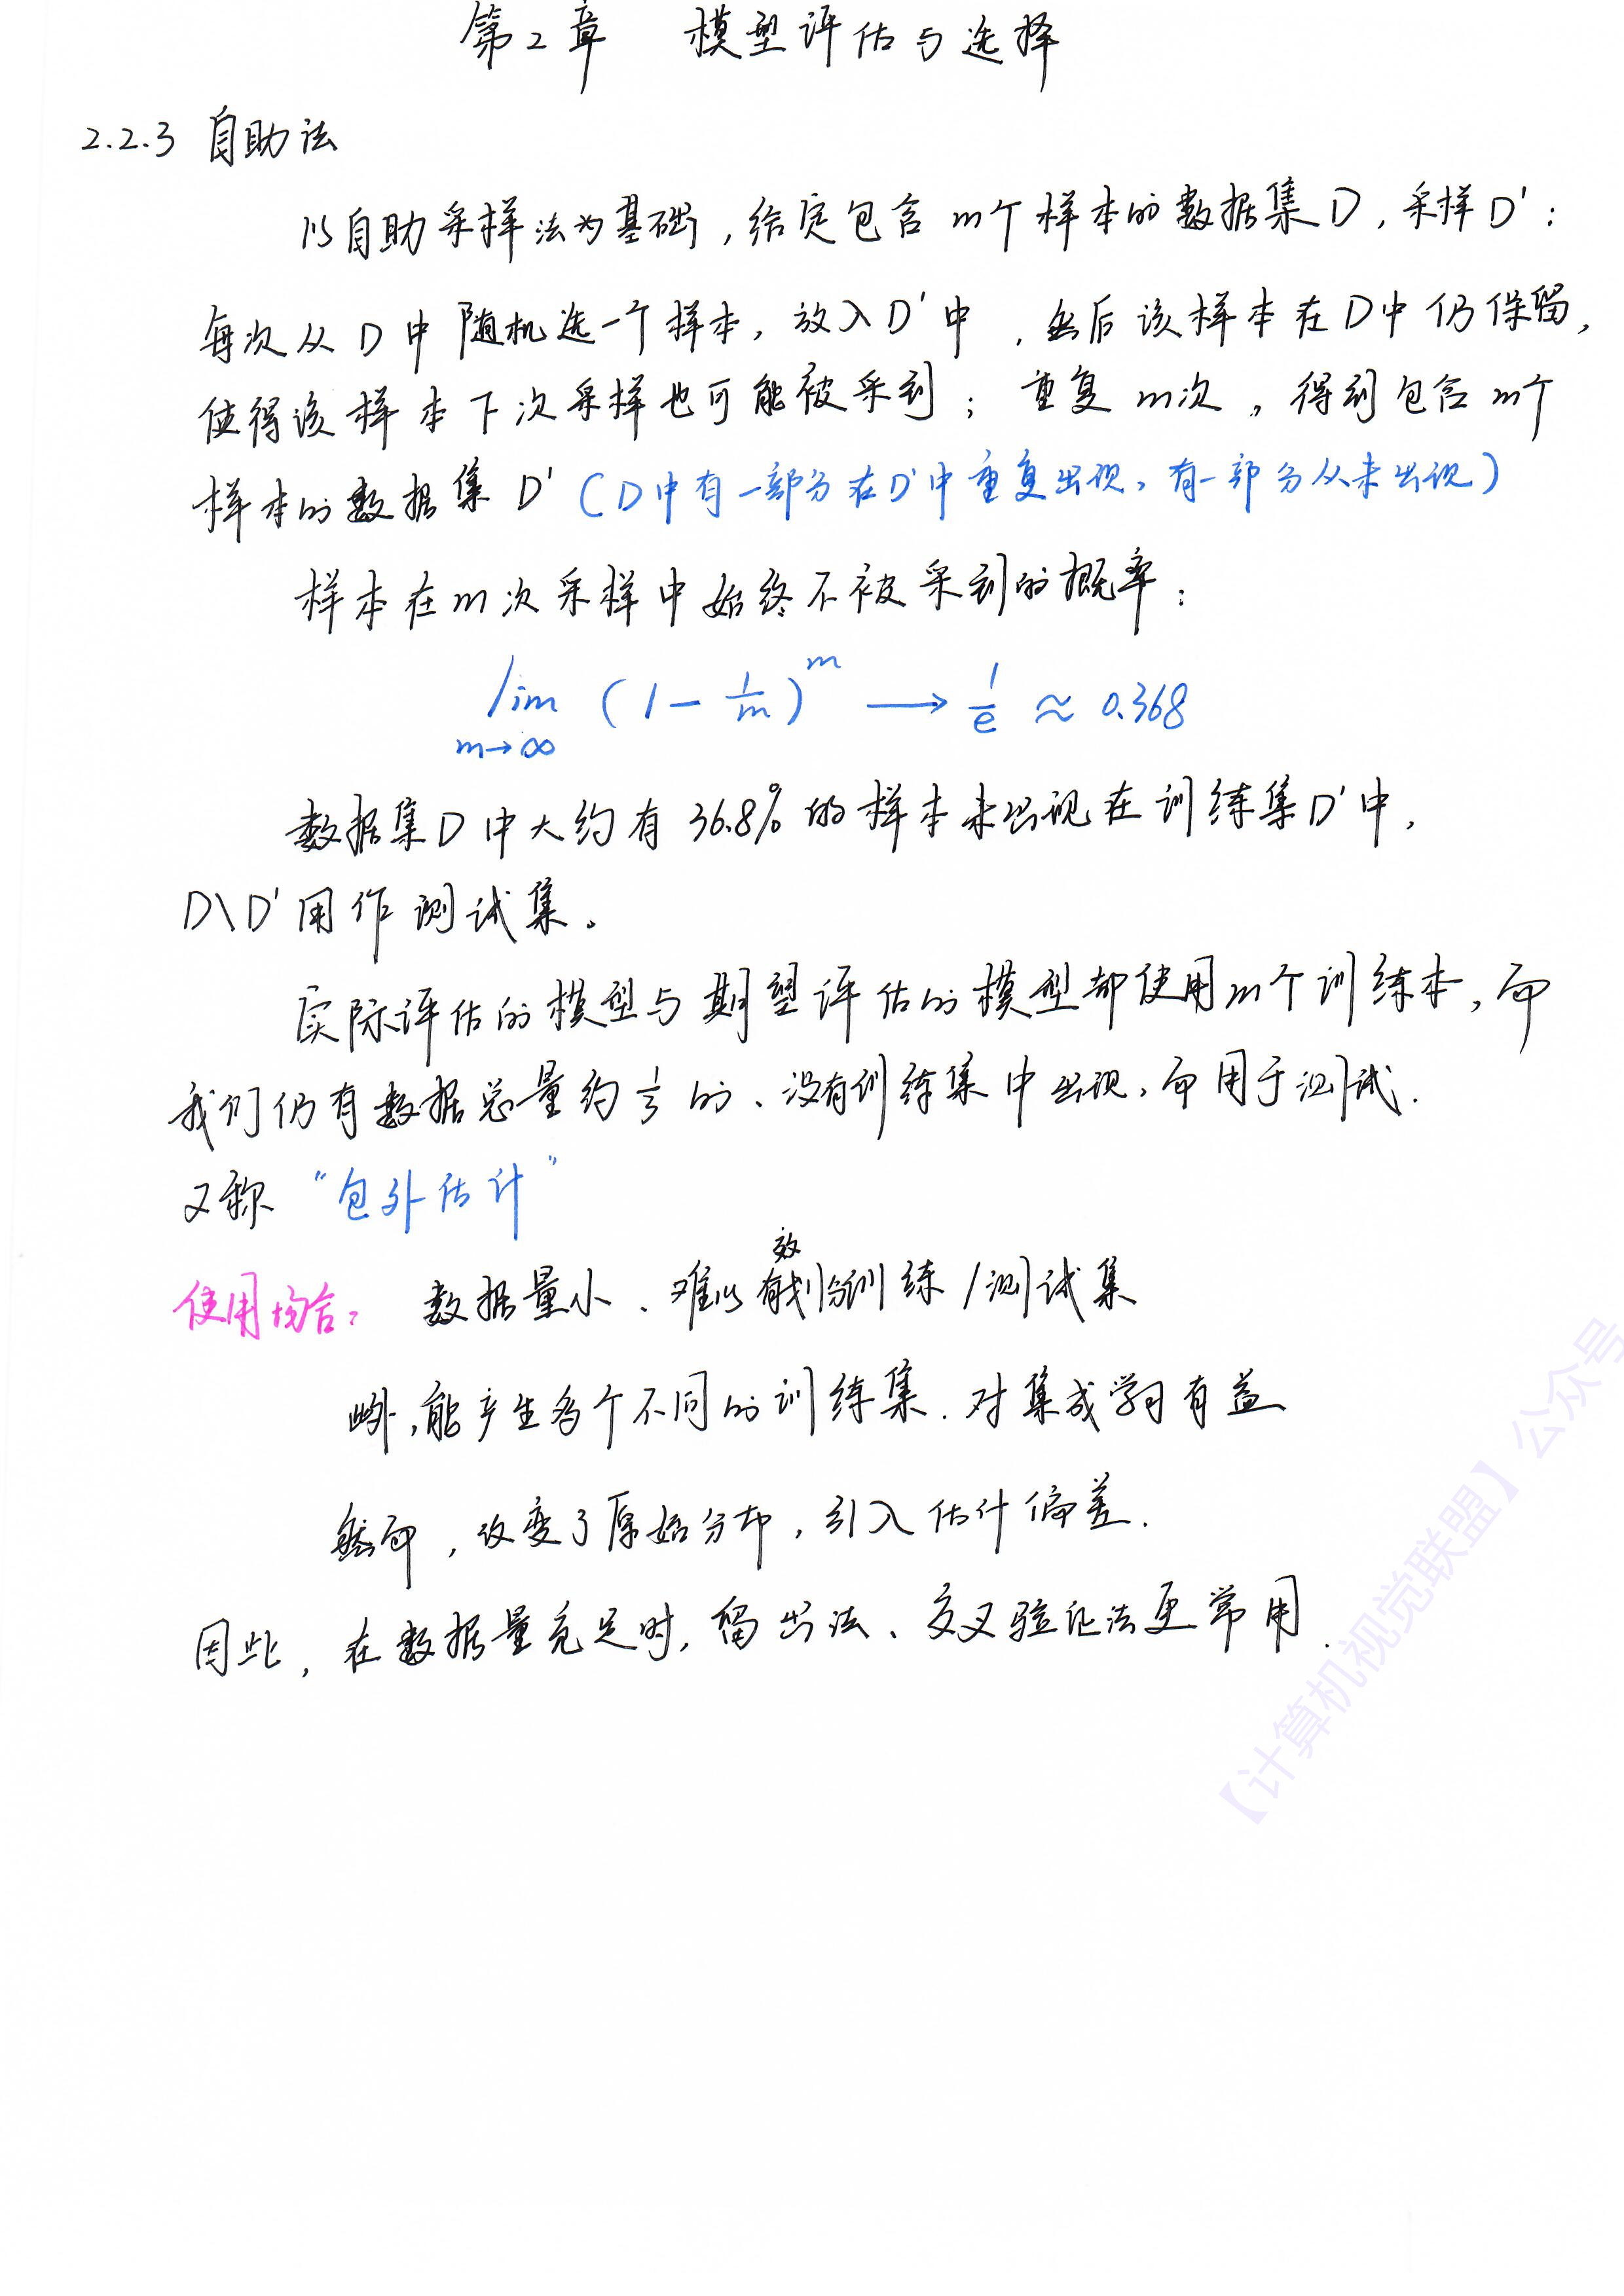 第2章 模型评估与选择
2.2.3 自助法
以自助采样法为基础,给定包含m个样本的数据集D,采样D':
每次从D中随机选一个样本,放入D'中,然后该样本在D中仍保留,
使得该样本下次采样也可能被采到;重复m次,得到包含m个
样本的数据集D'(D中有一部分在D'中重复出现,有一部分从未出现)
样本在m次采样中始终不被采到的概率:
lim m→∞ (1 - 1/m)^m → 1/e ≈ 0.368
数据集D中大约有36.8%的样本未出现在训练集D'中,
D\D'用作测试集。
实际评估的模型与期望评估的模型都使用m个训练本,而
我们仍有数据总量约1/3的、没有训练集中出现,而用于测试.
又称“包外估计”
使用场合: 数据量小、难以有效划分训练/测试集
此外,能产生多个不同的训练集.对集成学习有益
然而,改变了原始分布,引入估计偏差.
因此,在数据量充足时,留出法、交叉验证法更常用.
【计算机视觉联盟】公众号